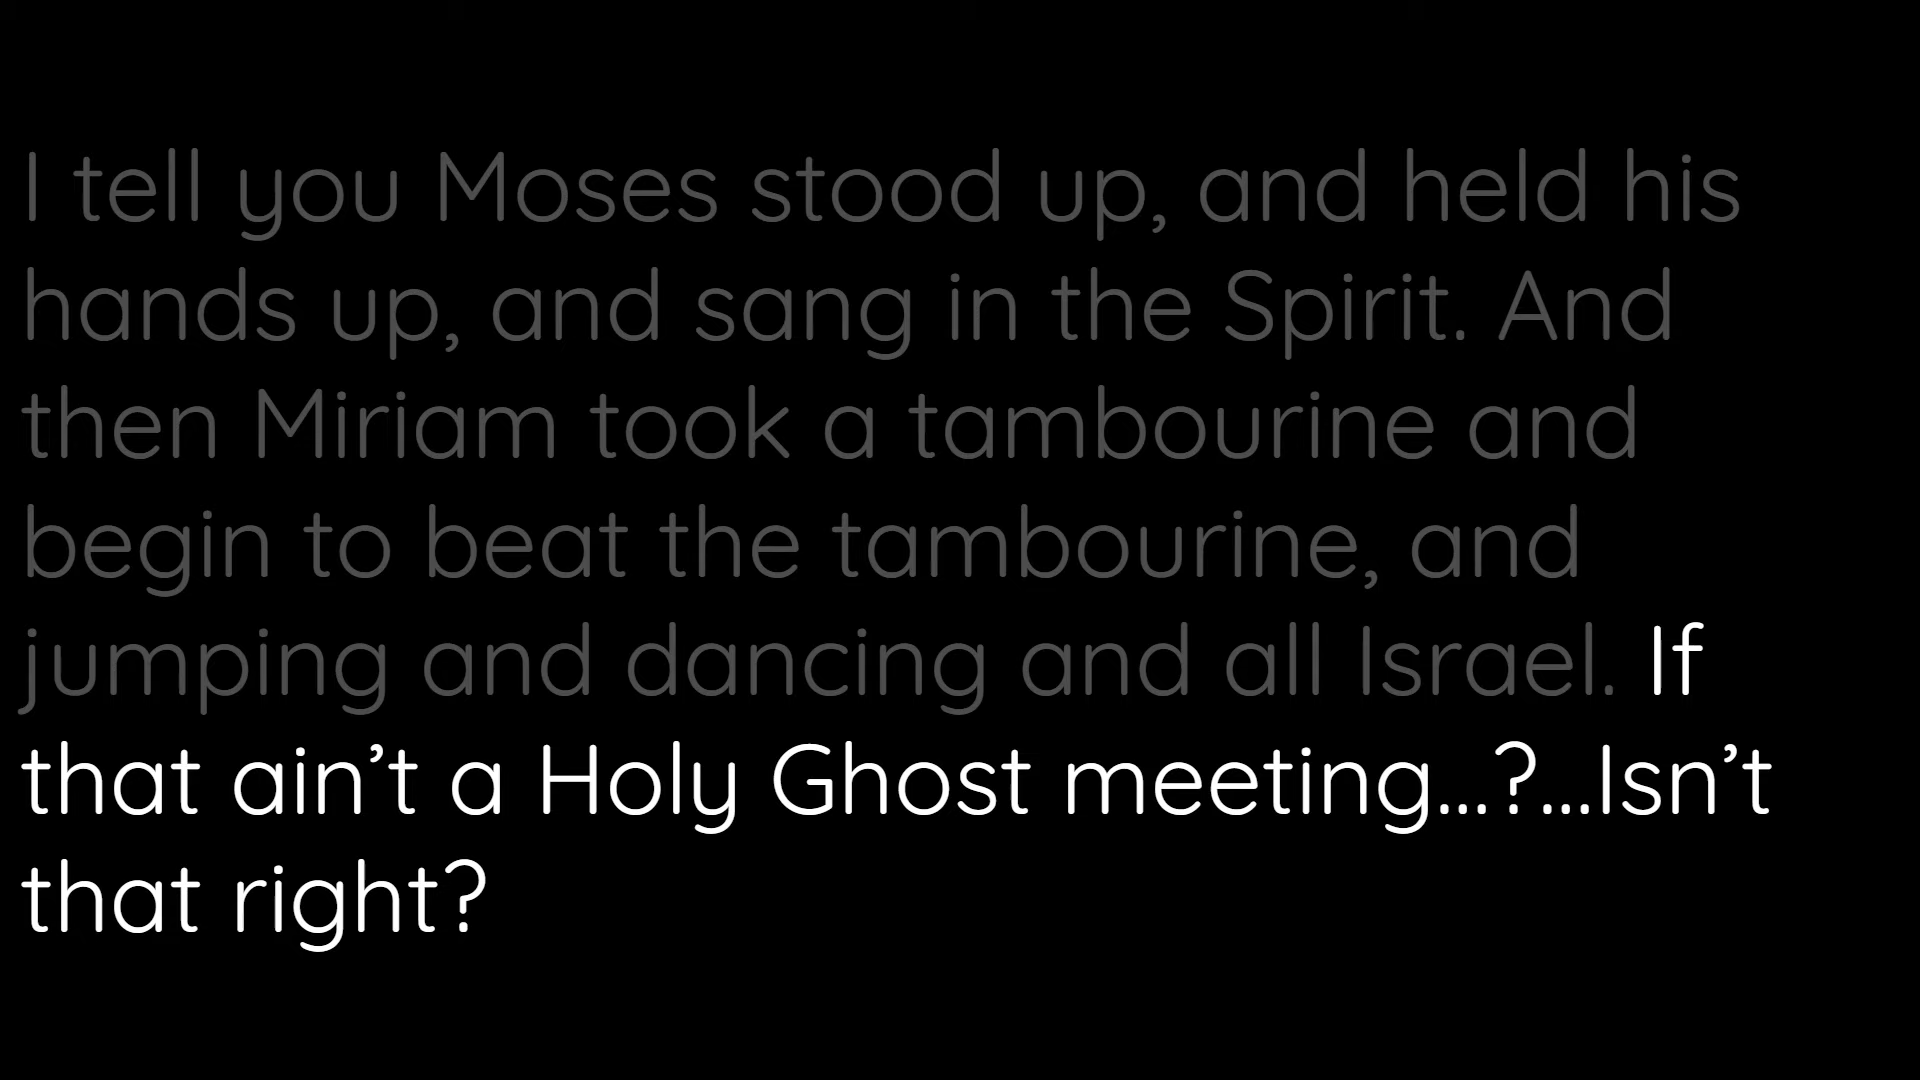 I tell you Moses stood up, and held his
hands up, and sang in the Spirit. And
then Miriam took a tambourine and
begin to beat the tambourine, and
jumping and dancing and all Israel. If
that ain’t a Holy Ghost meeting...?...Isn’t
that right?